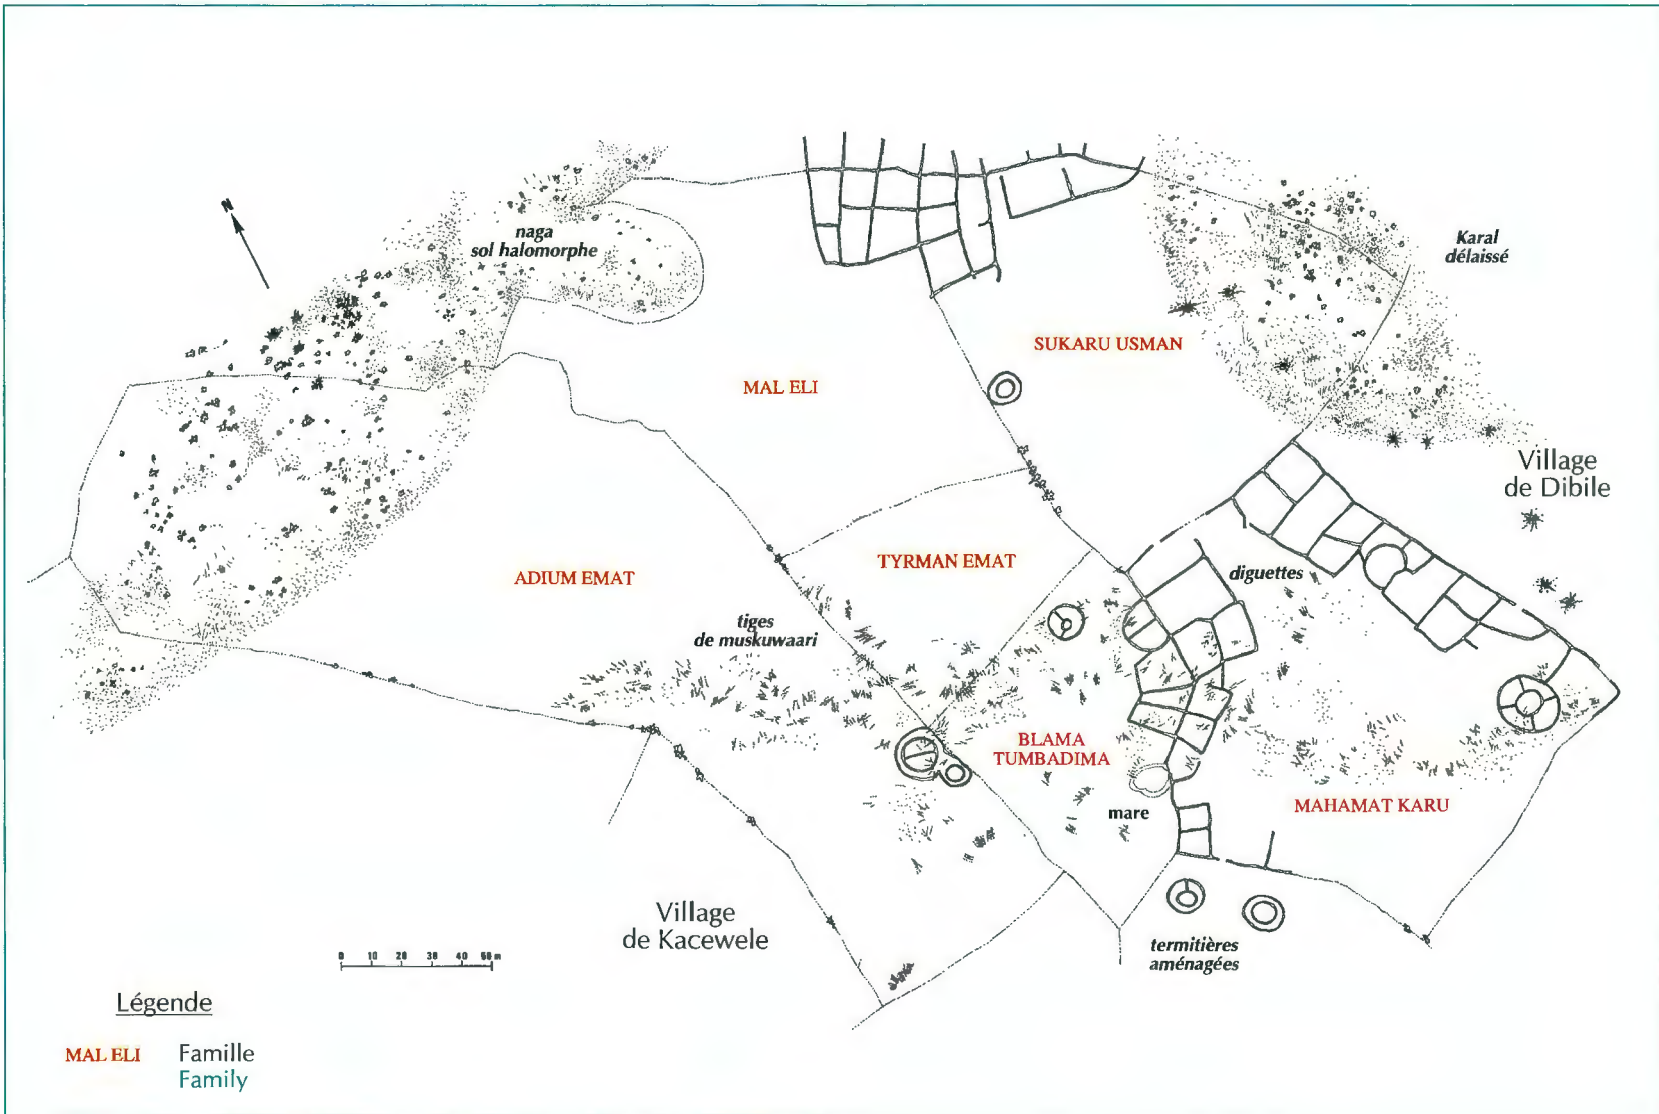 N
naga
sol halomorphe
Karal
délaissé
SUKARU USMAN
MAL ELI
Village
de Dibile
TYRMAN EMAT
ADIUM EMAT
diguettes
tiges
de muskuwaari
BLAMA
TUMBADIMA
MAHAMAT KARU
mare
Village
de Kacewele
termitières
aménagées
0 10 20 30 40 50 m
Légende
MAL ELI Famille
Family